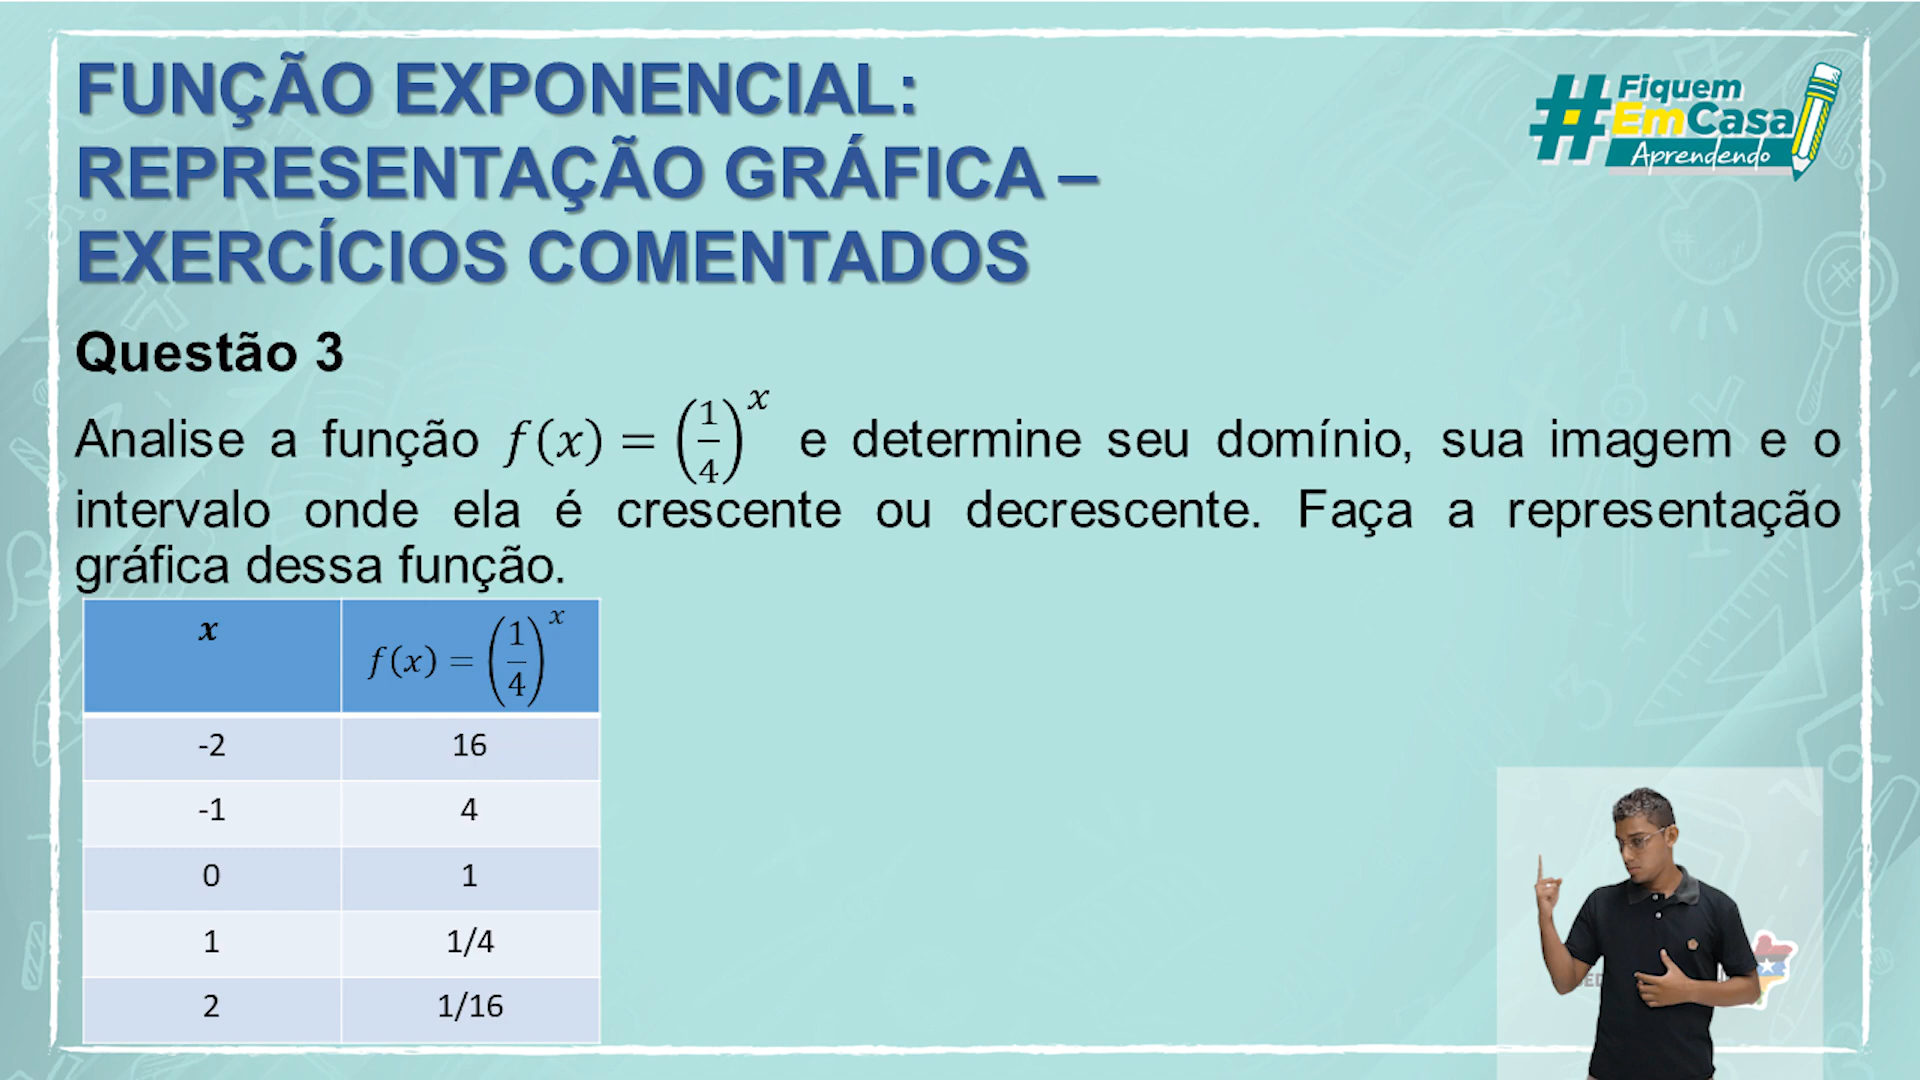 FUNÇÃO EXPONENCIAL:
REPRESENTAÇÃO GRÁFICA –
EXERCÍCIOS COMENTADOS
#Fiquem
EmCasa
Aprendendo
Questão 3
Analise a função f(x) = (1/4)^x e determine seu domínio, sua imagem e o
intervalo onde ela é crescente ou decrescente. Faça a representação
gráfica dessa função.
x f(x) = (1/4)^x
-2 16
-1 4
0 1
1 1/4
2 1/16